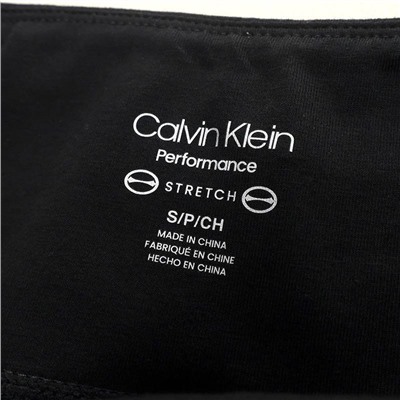 Calvin Klein
Performance
STRETCH
S/P/CH
MADE IN CHINA
FABRIQUÉ EN CHINE
HECHO EN CHINA